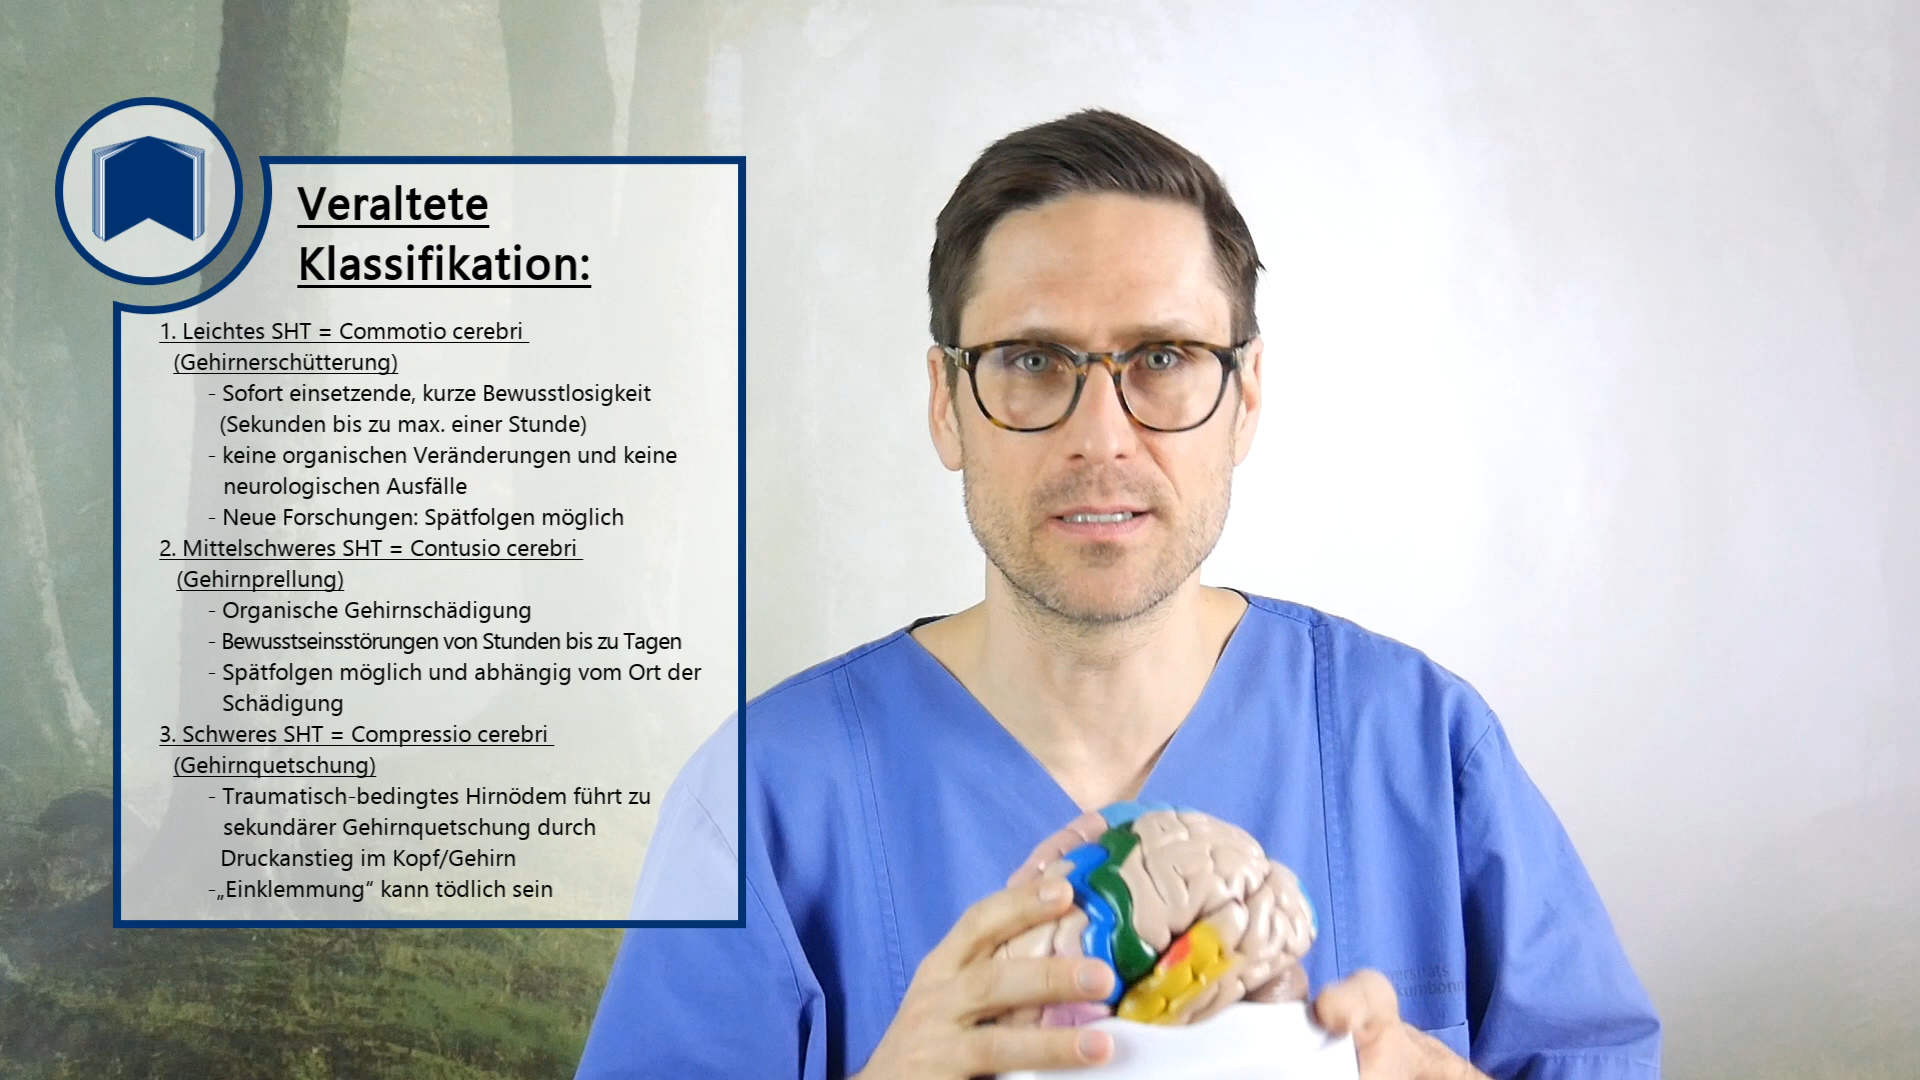 Veraltete
Klassifikation:
1. Leichtes SHT = Commotio cerebri
(Gehirnerschütterung)
- Sofort einsetzende, kurze Bewusstlosigkeit
(Sekunden bis zu max. einer Stunde)
- keine organischen Veränderungen und keine
neurologischen Ausfälle
- Neue Forschungen: Spätfolgen möglich
2. Mittelschweres SHT = Contusio cerebri
(Gehirnprellung)
- Organische Gehirnschädigung
- Bewusstseinsstörungen von Stunden bis zu Tagen
- Spätfolgen möglich und abhängig vom Ort der
Schädigung
3. Schweres SHT = Compressio cerebri
(Gehirnquetschung)
- Traumatisch-bedingtes Hirnödem führt zu
sekundärer Gehirnquetschung durch
Druckanstieg im Kopf/Gehirn
-„Einklemmung“ kann tödlich sein